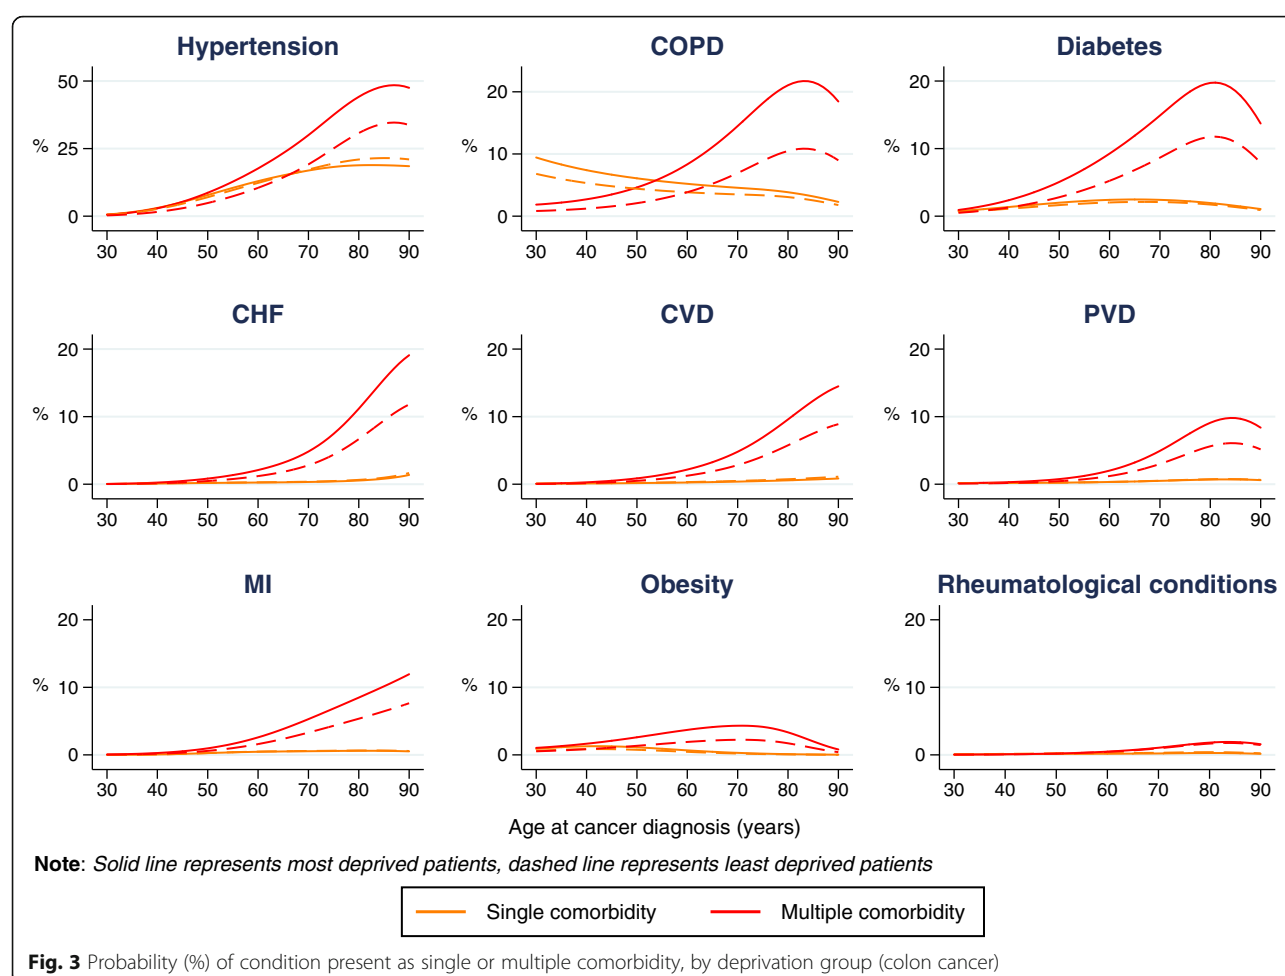 Hypertension
COPD
Diabetes
50
25
0
%
30 40 50 60 70 80 90
20
10
0
%
30 40 50 60 70 80 90
20
10
0
%
30 40 50 60 70 80 90
CHF
CVD
PVD
20
10
0
%
30 40 50 60 70 80 90
20
10
0
%
30 40 50 60 70 80 90
20
10
0
%
30 40 50 60 70 80 90
MI
Obesity
Rheumatological conditions
20
10
0
%
30 40 50 60 70 80 90
20
10
0
%
30 40 50 60 70 80 90
20
10
0
%
30 40 50 60 70 80 90
Age at cancer diagnosis (years)
Note: Solid line represents most deprived patients, dashed line represents least deprived patients
Single comorbidity Multiple comorbidity
Fig. 3 Probability (%) of condition present as single or multiple comorbidity, by deprivation group (colon cancer)